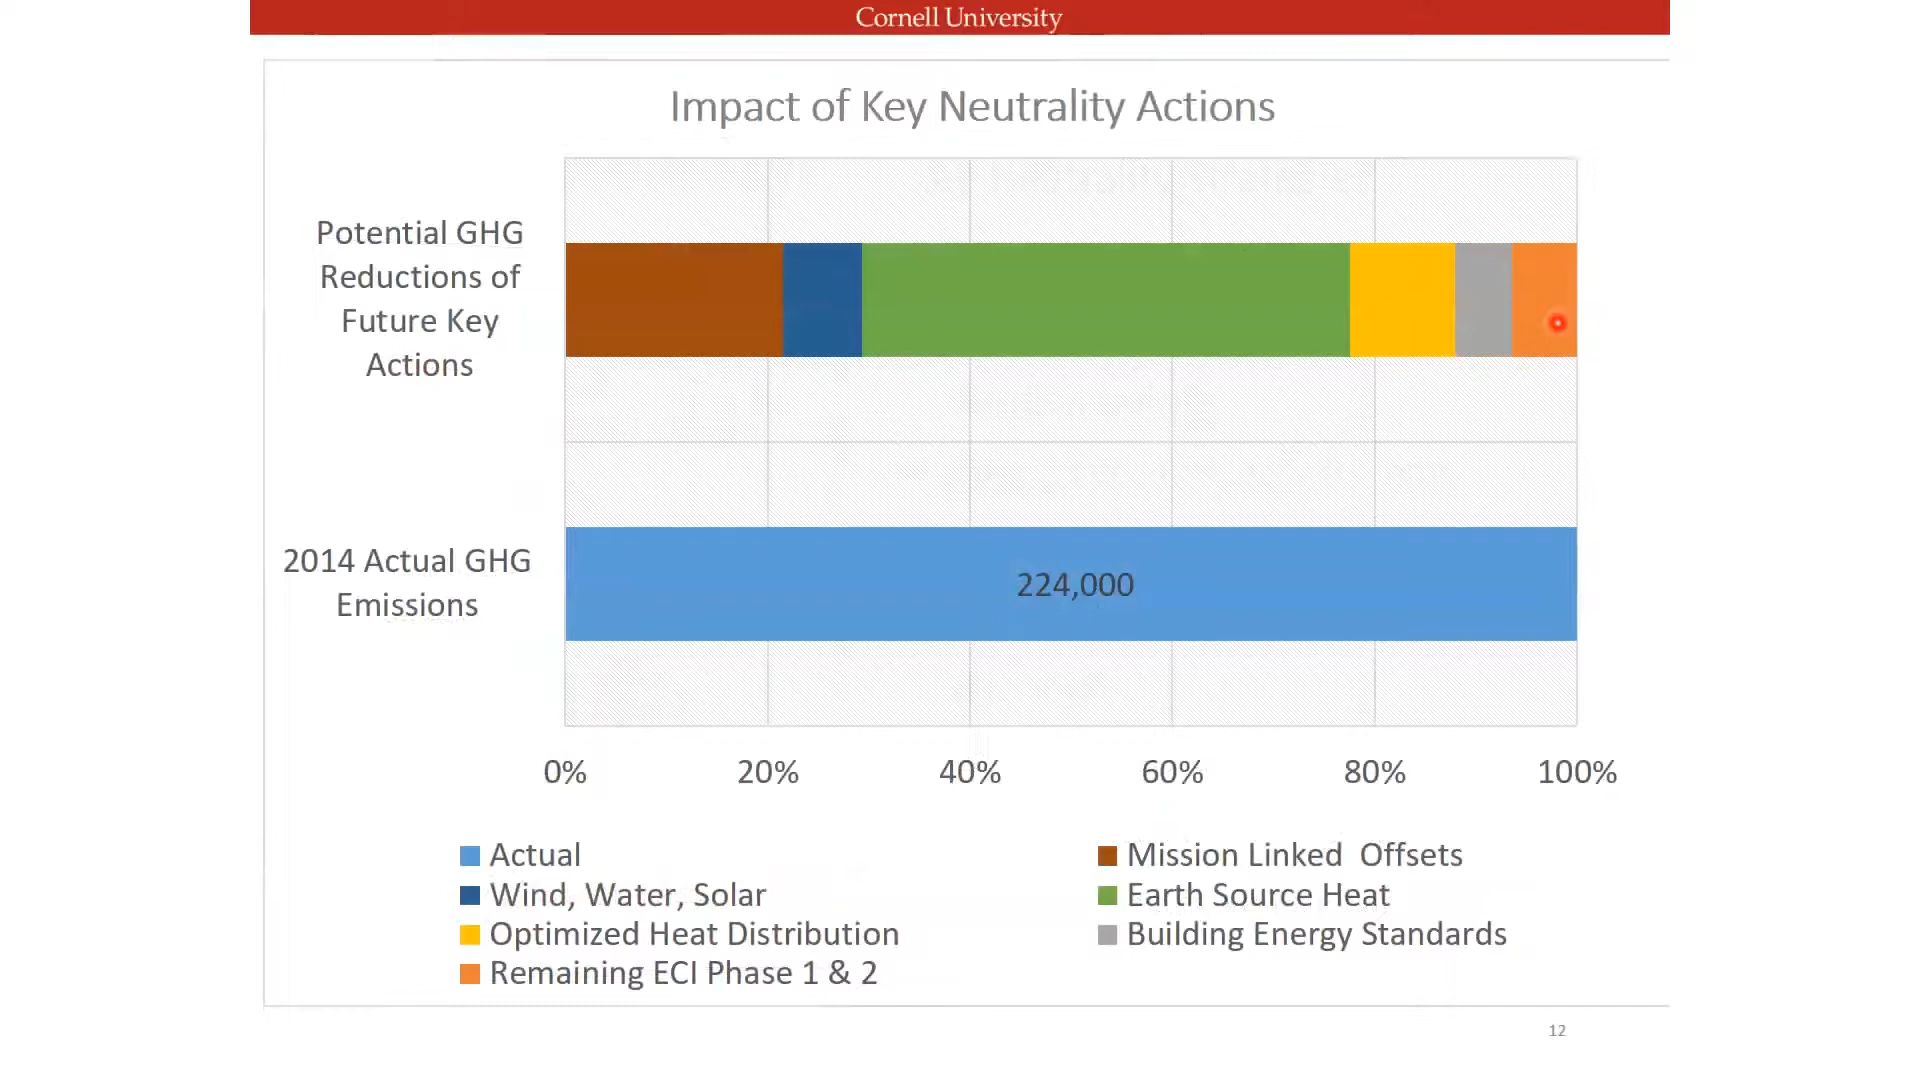 Cornell University
Impact of Key Neutrality Actions
Potential GHG
Reductions of
Future Key
Actions
2014 Actual GHG
Emissions
224,000
0% 20% 40% 60% 80% 100%
Actual
Mission Linked Offsets
Wind, Water, Solar
Earth Source Heat
Optimized Heat Distribution
Building Energy Standards
Remaining ECI Phase 1 & 2
12